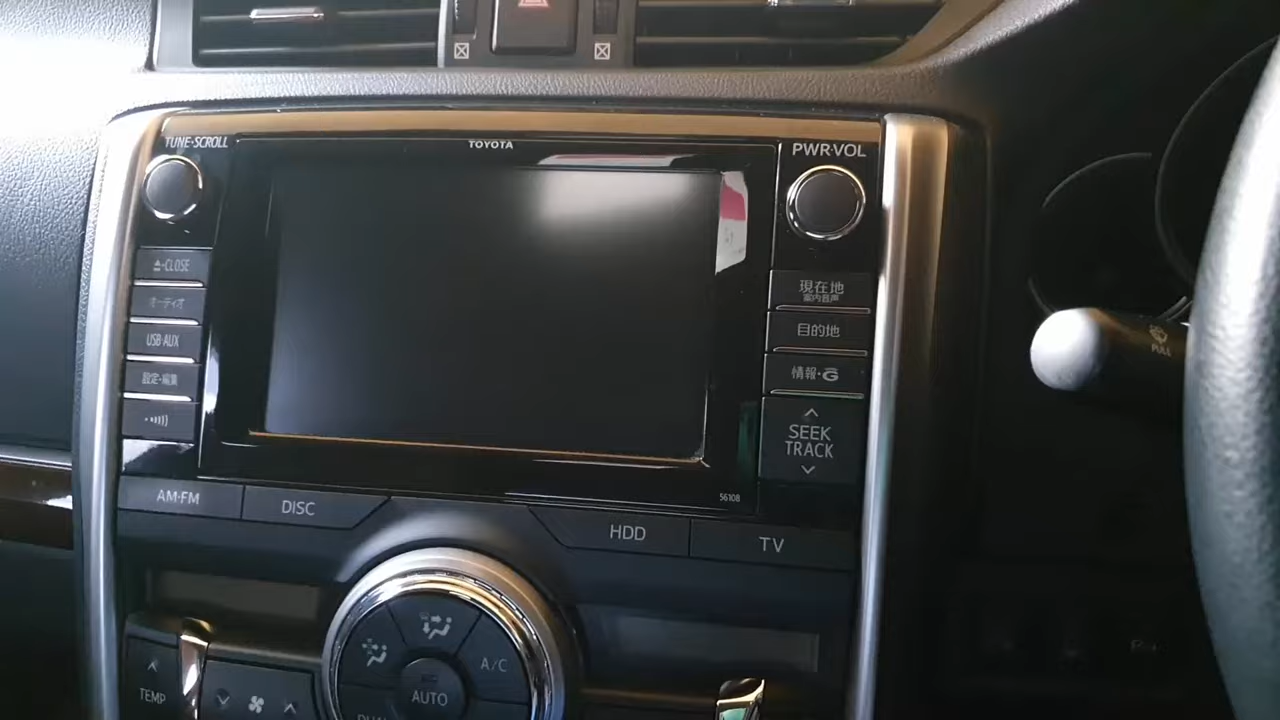 TUNE·SCROLL
TOYOTA
PWR·VOL
≜·CLOSE
オーディオ
USB·AUX
設定·編集
現在地
案内音声
目的地
情報·G
SEEK
TRACK
56108
AM·FM
DISC
HDD
TV
TEMP
A/C
AUTO
PULL